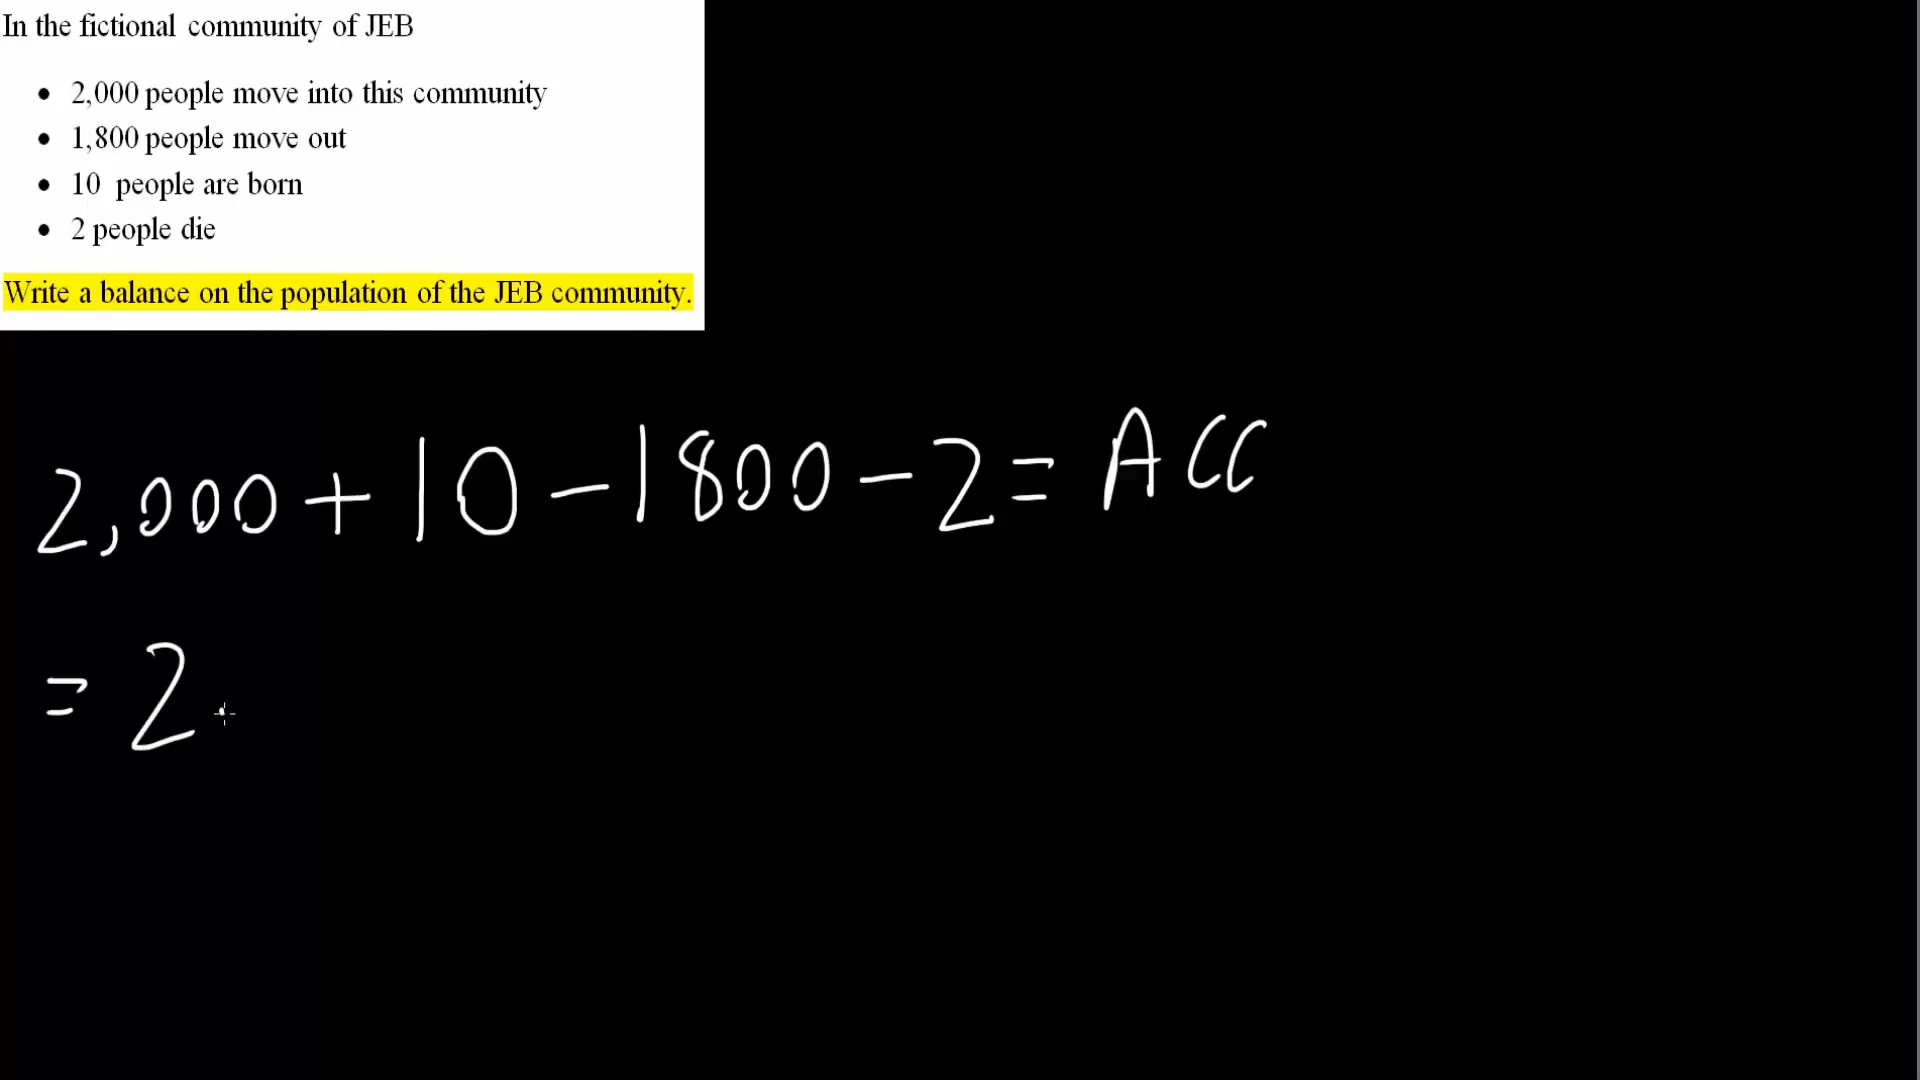 In the fictional community of JEB
• 2,000 people move into this community
• 1,800 people move out
• 10 people are born
• 2 people die
Write a balance on the population of the JEB community.
2,000 + 10 - 1800 - 2 = ACC
= 2